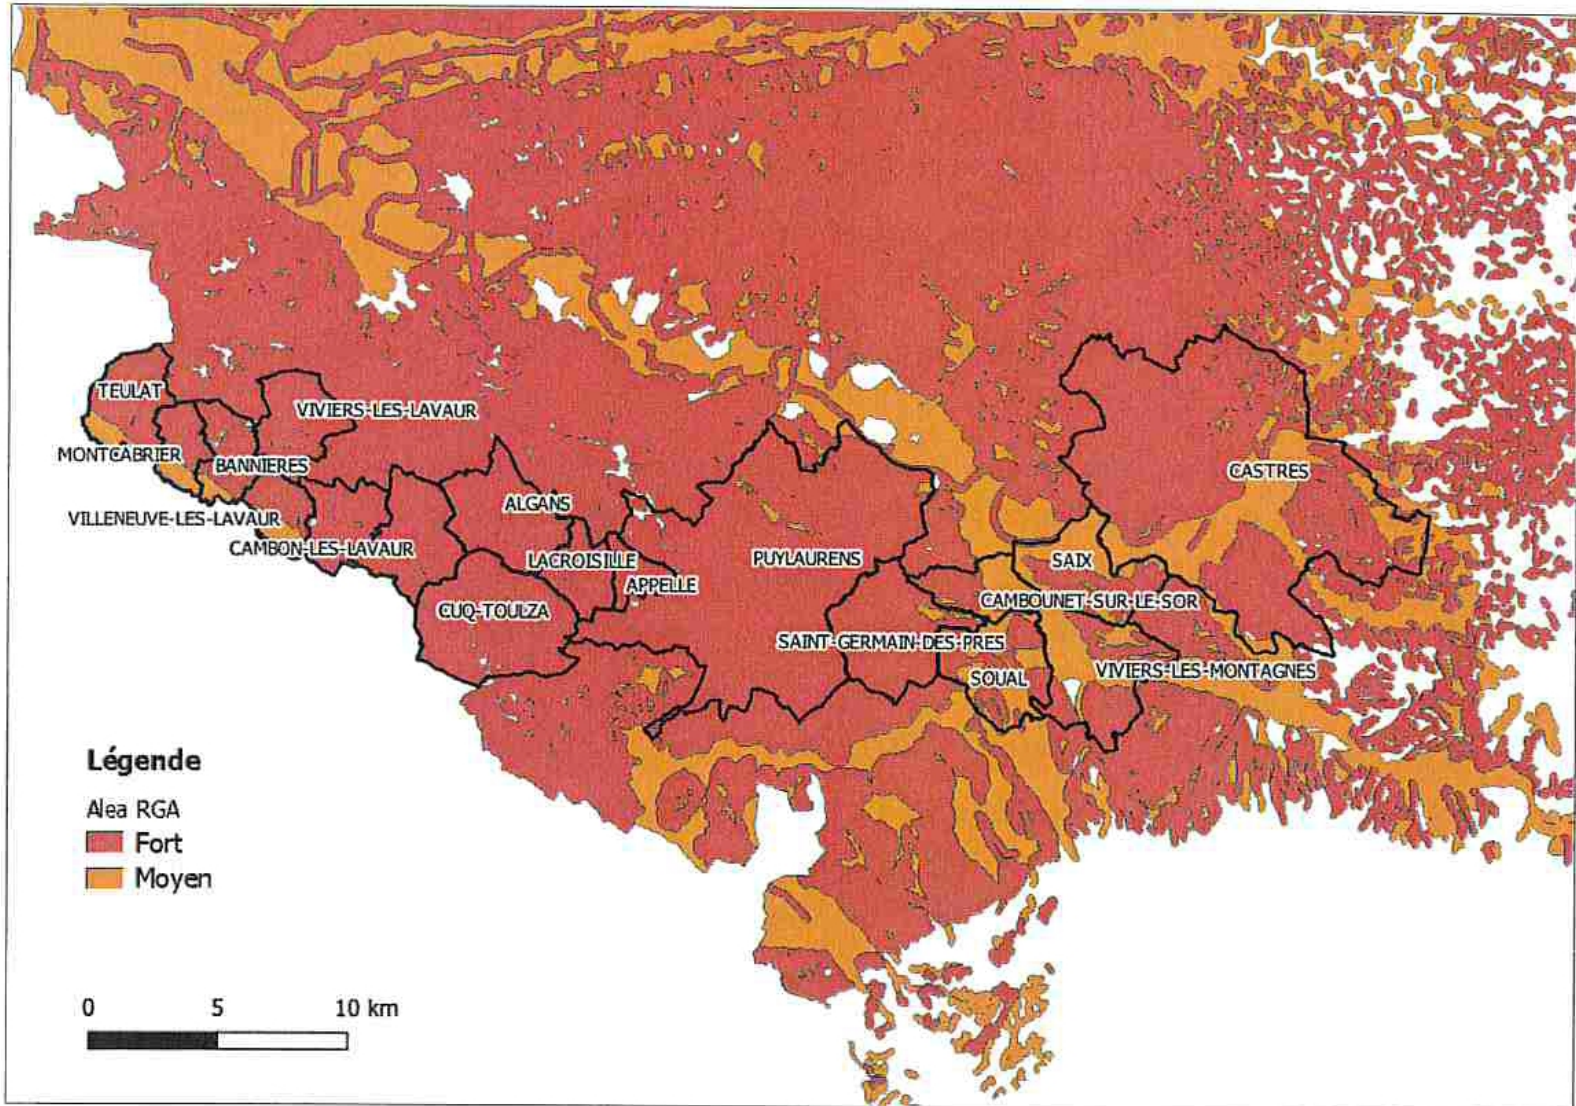 TEULAT
VIVIERS-LES-LAVAUR
MONTCABRIER
BANNIERES
CASTRES
VILLENEUVE-LES-LAVAUR
ALGANS
CAMBON-LES-LAVAUR
LACROISILLE
PUYLAURENS
SAIX
APPELLE
CUQ-TOULZA
CAMBOUNET-SUR-LE-SOR
SAINT-GERMAIN-DES-PRES
SOUAL
VIVIERS-LES-MONTAGNES
Légende
Alea RGA
Fort
Moyen
0 5 10 km